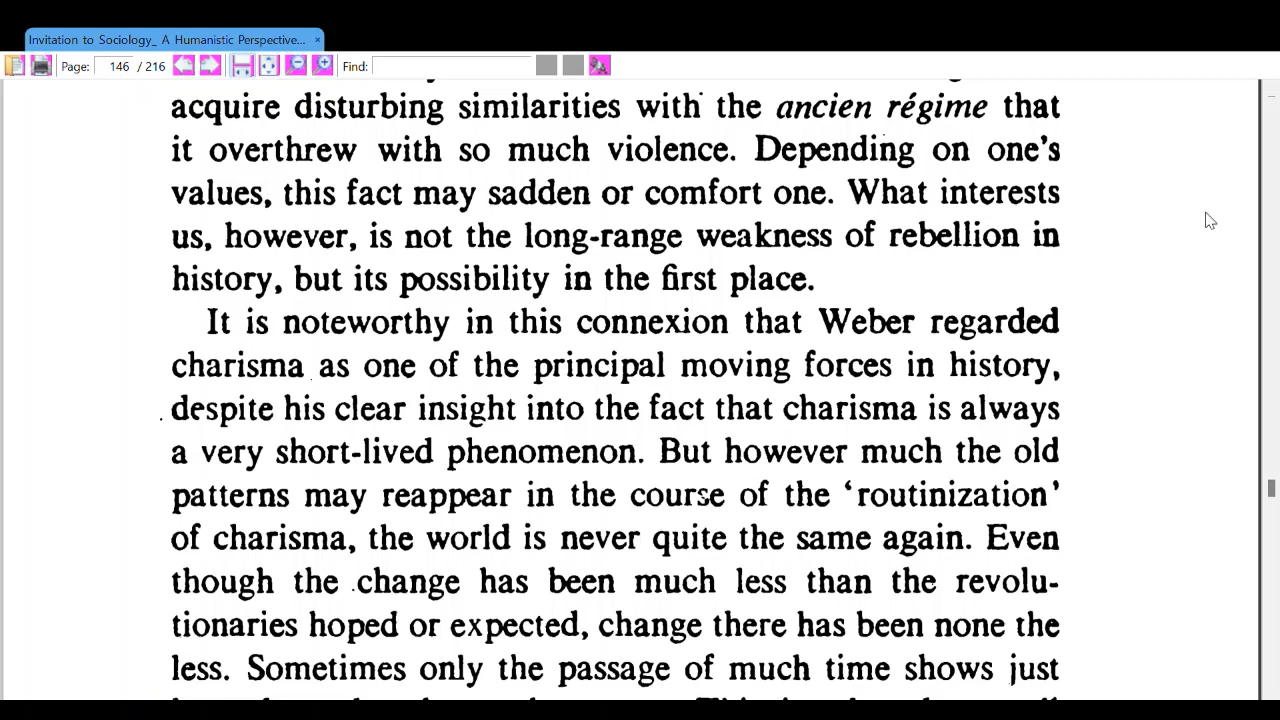 Invitation to Sociology_ A Humanistic Perspective... ×
Page: 146 / 216 Find:
acquire disturbing similarities with the ancien régime that
it overthrew with so much violence. Depending on one's
values, this fact may sadden or comfort one. What interests
us, however, is not the long-range weakness of rebellion in
history, but its possibility in the first place.
It is noteworthy in this connexion that Weber regarded
charisma as one of the principal moving forces in history,
despite his clear insight into the fact that charisma is always
a very short-lived phenomenon. But however much the old
patterns may reappear in the course of the ‘routinization’
of charisma, the world is never quite the same again. Even
though the change has been much less than the revolu-
tionaries hoped or expected, change there has been none the
less. Sometimes only the passage of much time shows just